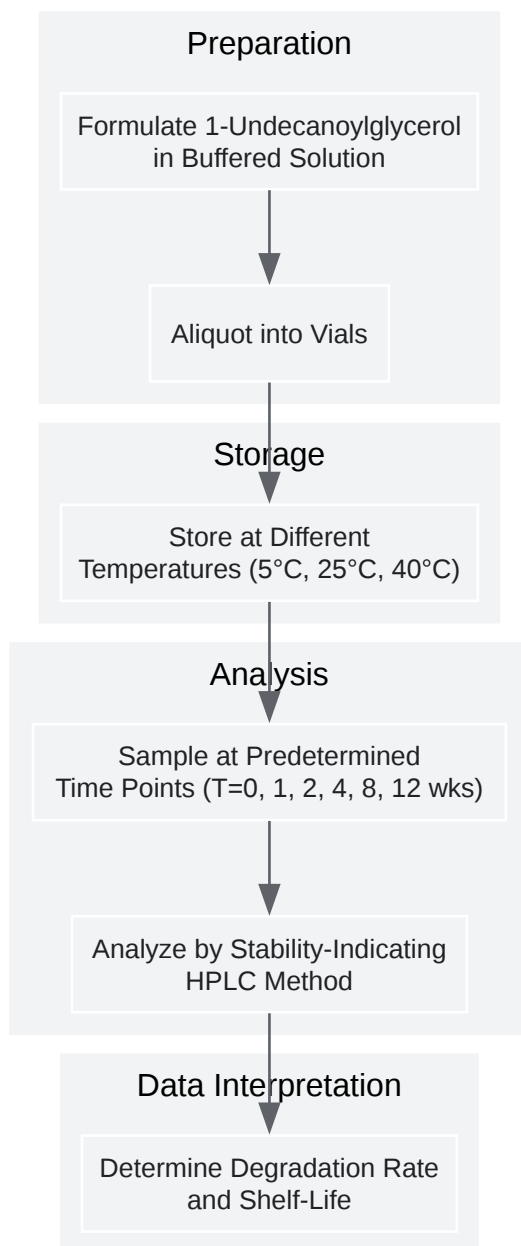 Preparation
Formulate 1-Undecanoylglycerol
in Buffered Solution
Aliquot into Vials
Storage
Store at Different
Temperatures (5°C, 25°C, 40°C)
Analysis
Sample at Predetermined
Time Points (T=0, 1, 2, 4, 8, 12 wks)
Analyze by Stability-Indicating
HPLC Method
Data Interpretation
Determine Degradation Rate
and Shelf-Life